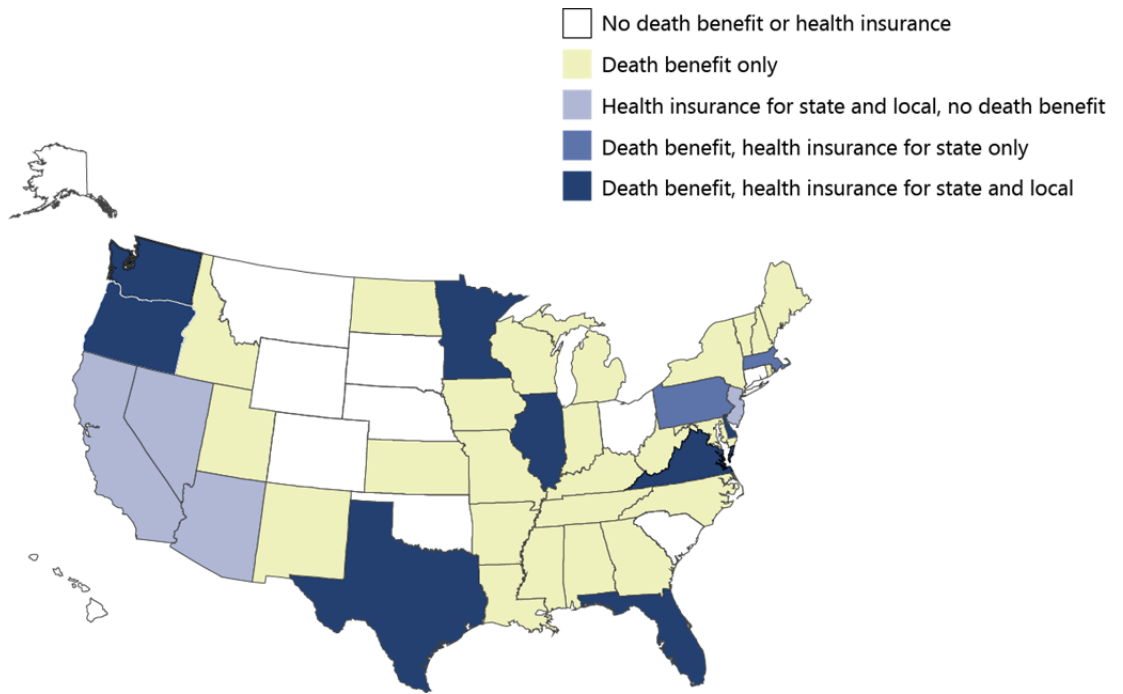 No death benefit or health insurance
Death benefit only
Health insurance for state and local, no death benefit
Death benefit, health insurance for state only
Death benefit, health insurance for state and local